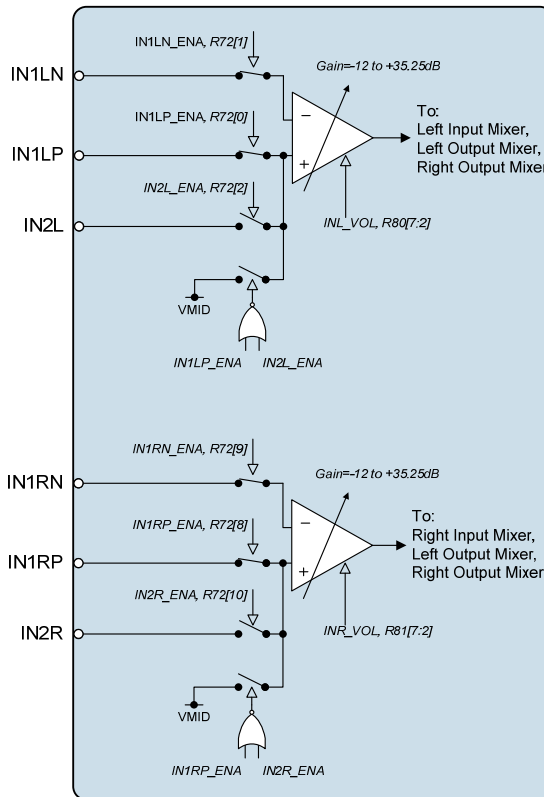 IN1LN_ENA, R72[1]
Gain=-12 to +35.25dB
IN1LN
−
IN1LP_ENA, R72[0]
To:
Left Input Mixer,
Left Output Mixer,
Right Output Mixer
IN1LP
+
IN2L_ENA, R72[2]
IN2L
INL_VOL, R80[7:2]
VMID
IN1LP_ENA IN2L_ENA
IN1RN_ENA, R72[9]
Gain=-12 to +35.25dB
IN1RN
−
IN1RP_ENA, R72[8]
To:
Right Input Mixer,
Left Output Mixer,
Right Output Mixer
IN1RP
+
IN2R_ENA, R72[10]
IN2R
INR_VOL, R81[7:2]
VMID
IN1RP_ENA IN2R_ENA